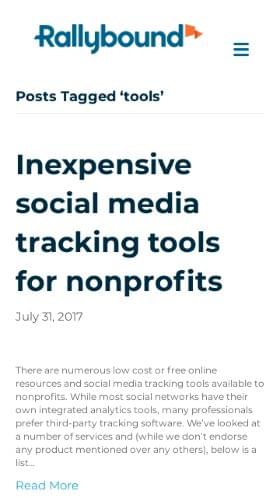 Rallybound
Posts Tagged ‘tools’
Inexpensive
social media
tracking tools
for nonprofits
July 31, 2017
There are numerous low cost or free online
resources and social media tracking tools available to
nonprofits. While most social networks have their
own integrated analytics tools, many professionals
prefer third-party tracking software. We’ve looked at
a number of services and (while we don’t endorse
any product mentioned over any others), below is a
list...
Read More